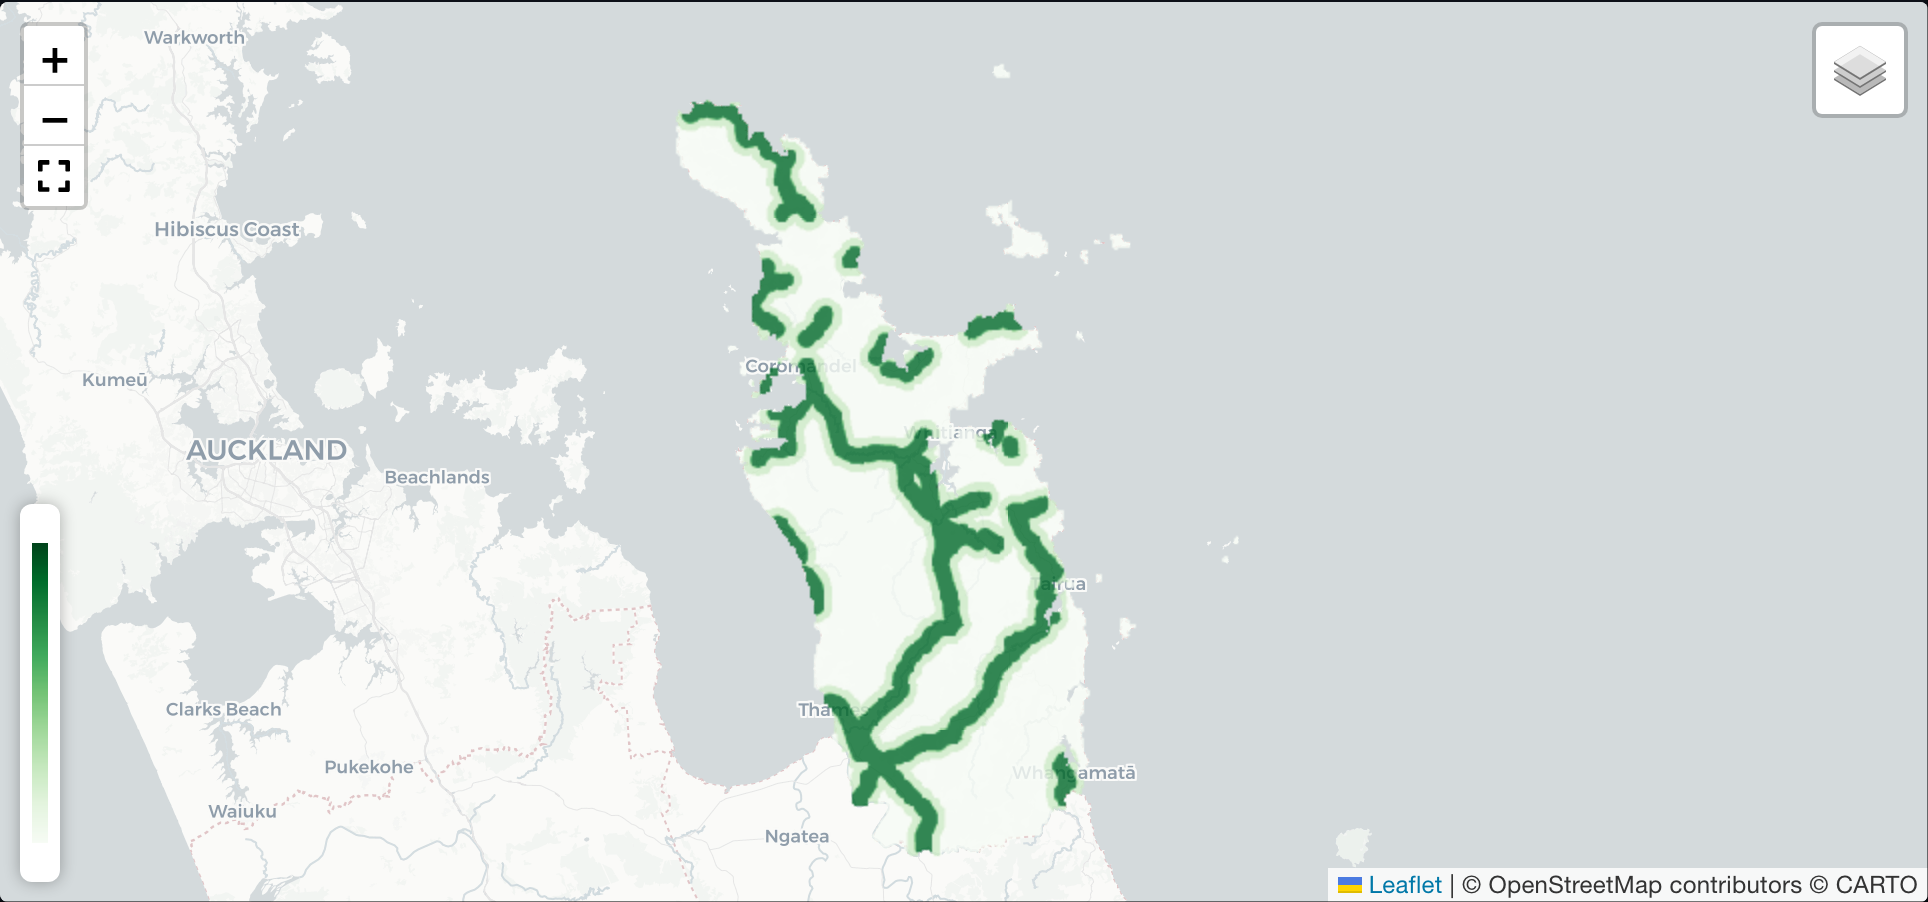 Warkworth
+
−
Hibiscus Coast
Coromandel
Kumeū
Whitianga
AUCKLAND
Beachlands
Tairua
Thames
Clarks Beach
Pukekohe
Whangamatā
Waiuku
Ngatea
Leaflet | © OpenStreetMap contributors © CARTO